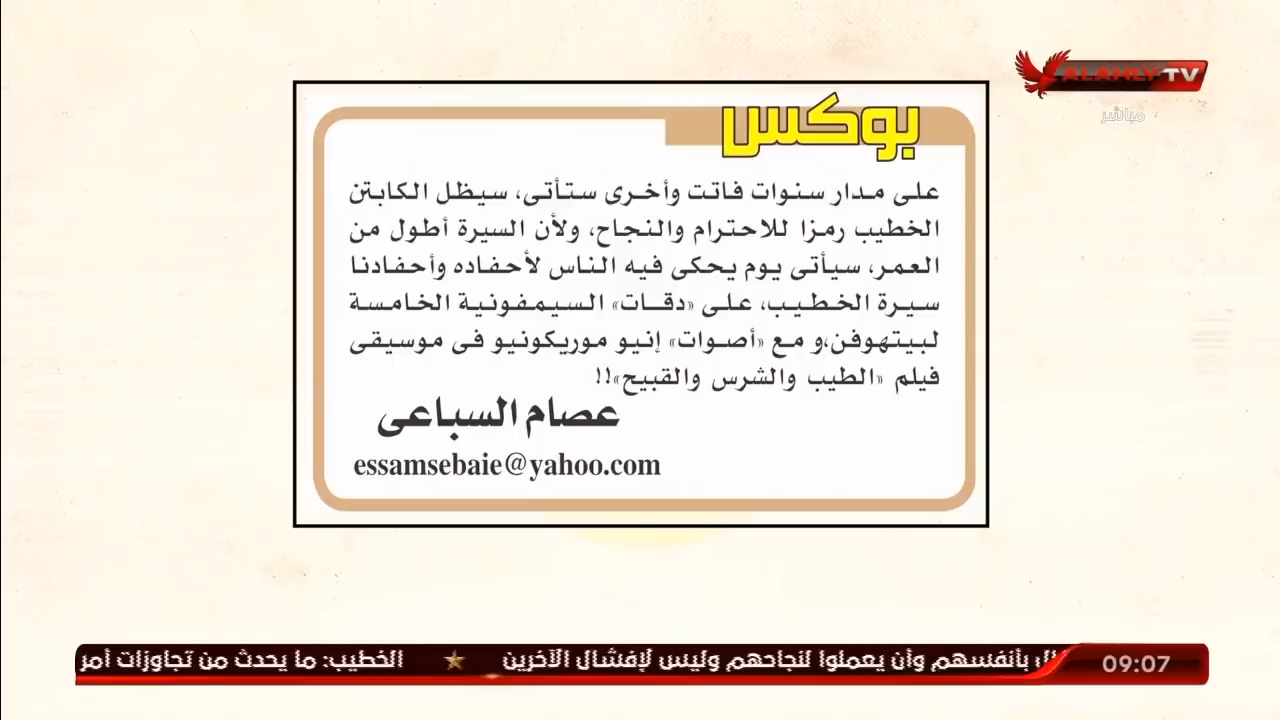 ALAHLY TV
مباشر
بوكس
على مدار سنوات فاتت وأخرى ستأتى، سيظل الكابتن
الخطيب رمزا للاحترام والنجاح، ولأن السيرة أطول من
العمر، سيأتى يوم يحكى فيه الناس لأحفاده وأحفادنا
سيرة الخطيب، على «دقات» السيمفونية الخامسة
لبيتهوفن،و مع «أصوات» إنيو موريكونيو فى موسيقى
فيلم «الطيب والشرس والقبيح»!!
عصام السباعى
essamsebaie@yahoo.com
بأنفسهم وأن يعملوا لنجاحهم وليس لإفشال الآخرين ★ الخطيب: ما يحدث من تجاوزات أمر
09:07